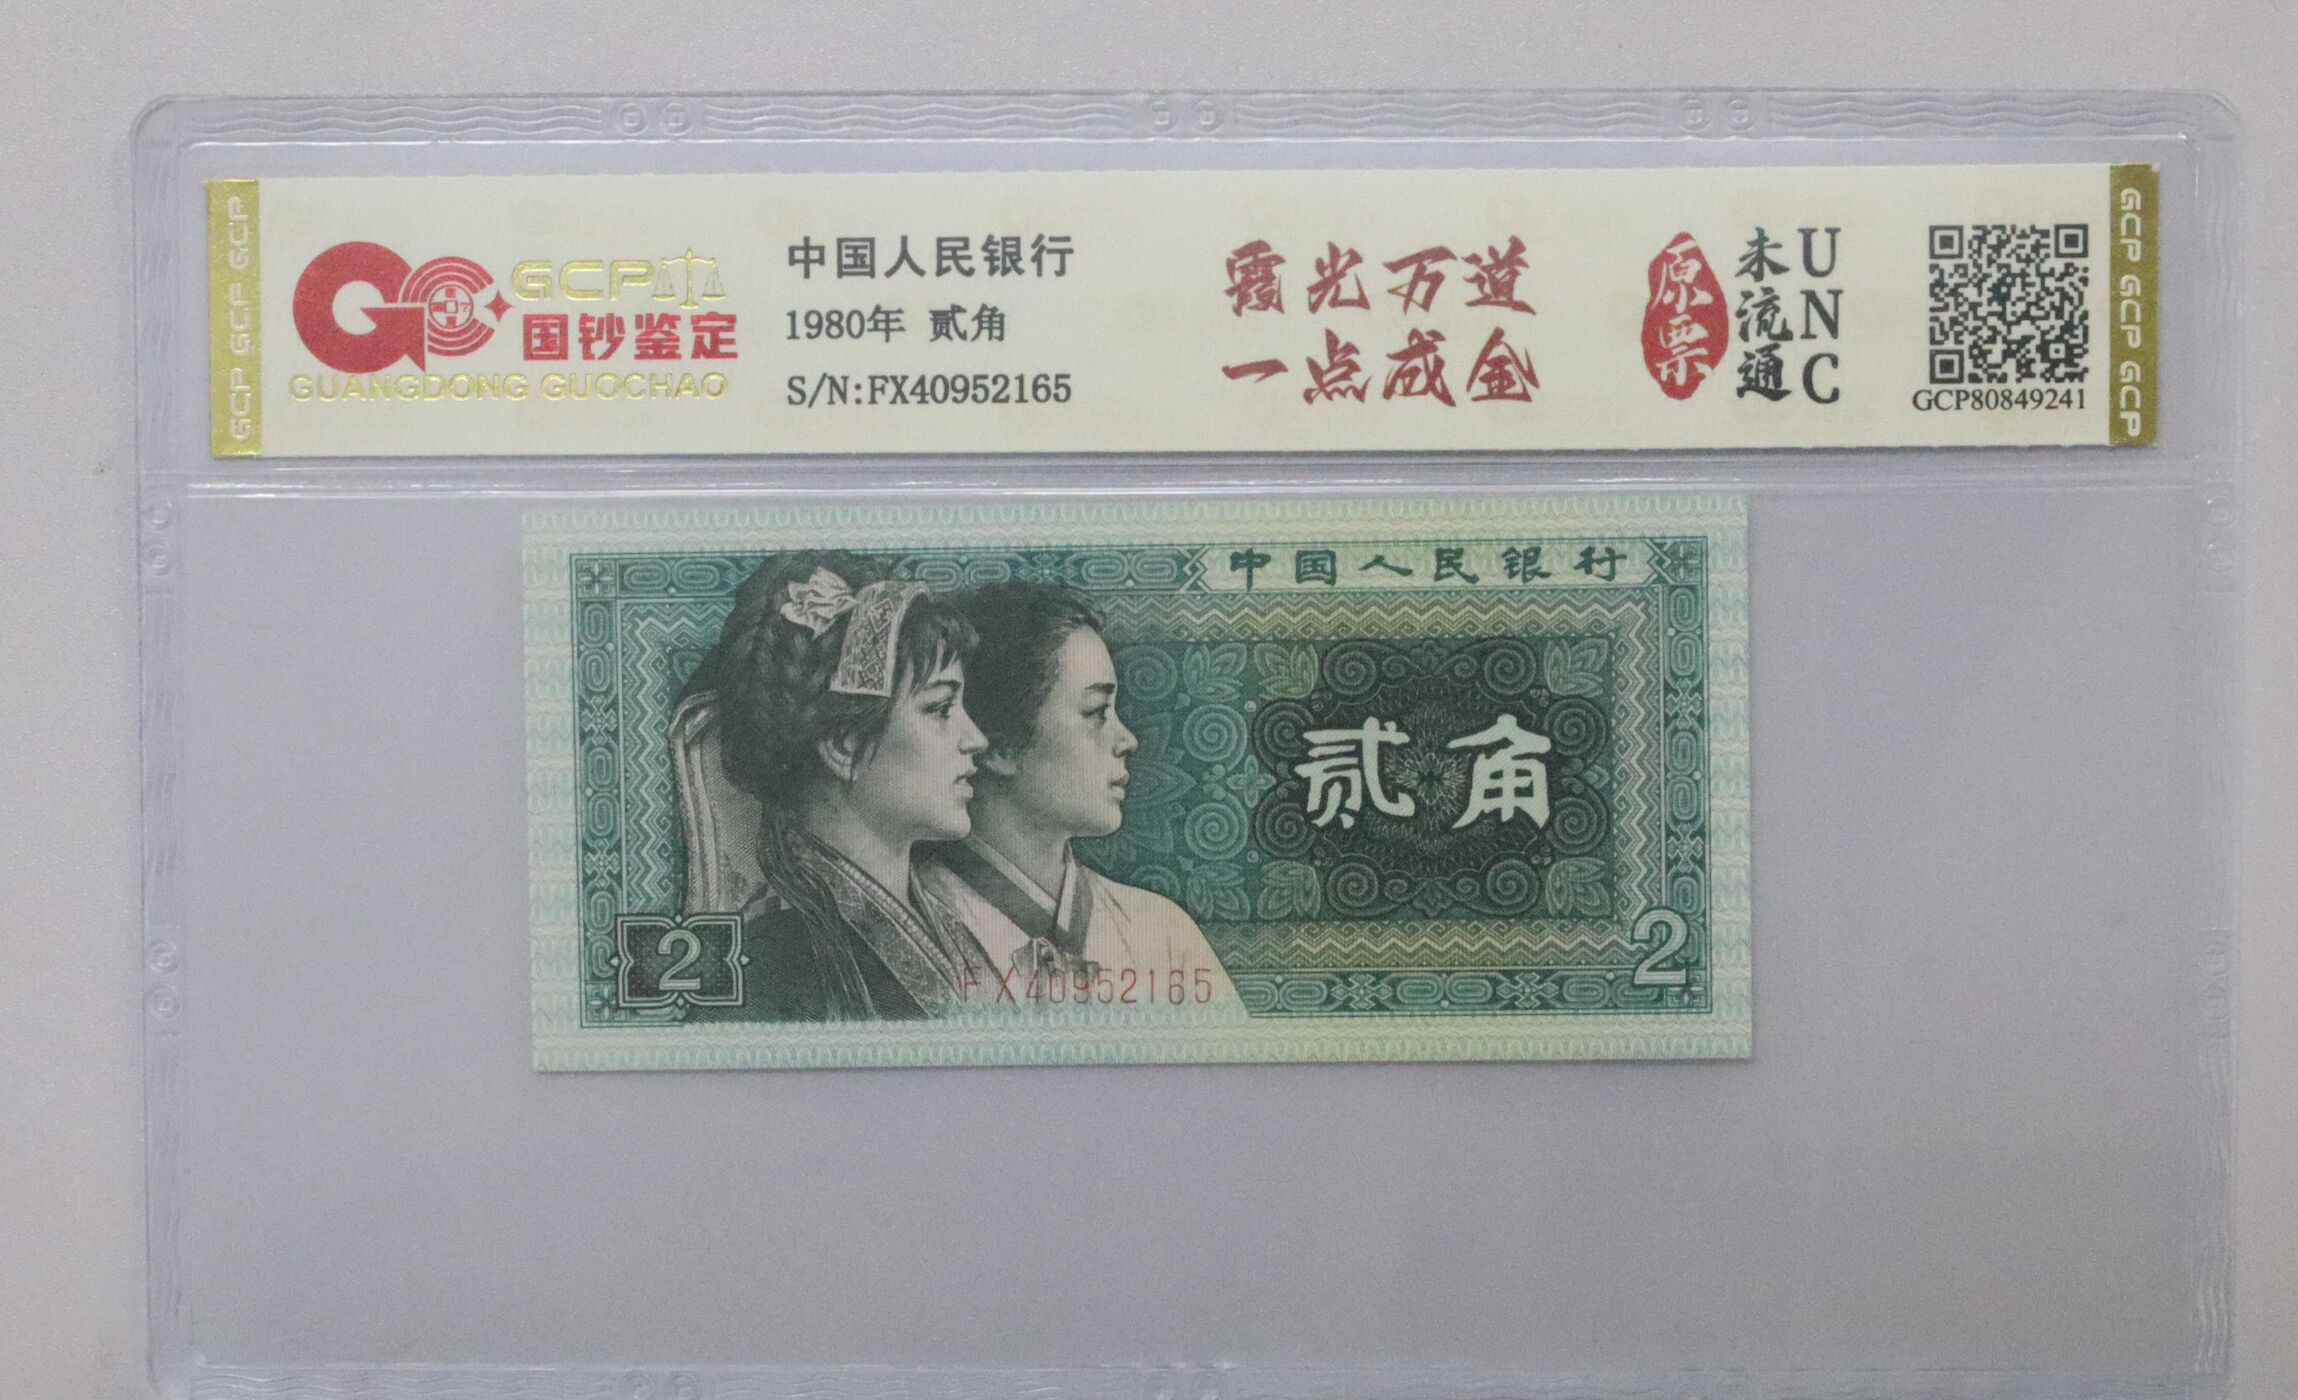 GCP GCP GCP
GCP
国钞鉴定
GUANGDONG GUOCHAO
中国人民银行
1980年 贰角
S/N:FX40952165
霞光万道
一点成金
原票
未流通
UNC
GCP80849241
GCP GCP GCP
中国人民银行
贰角
2
FX40952165
2